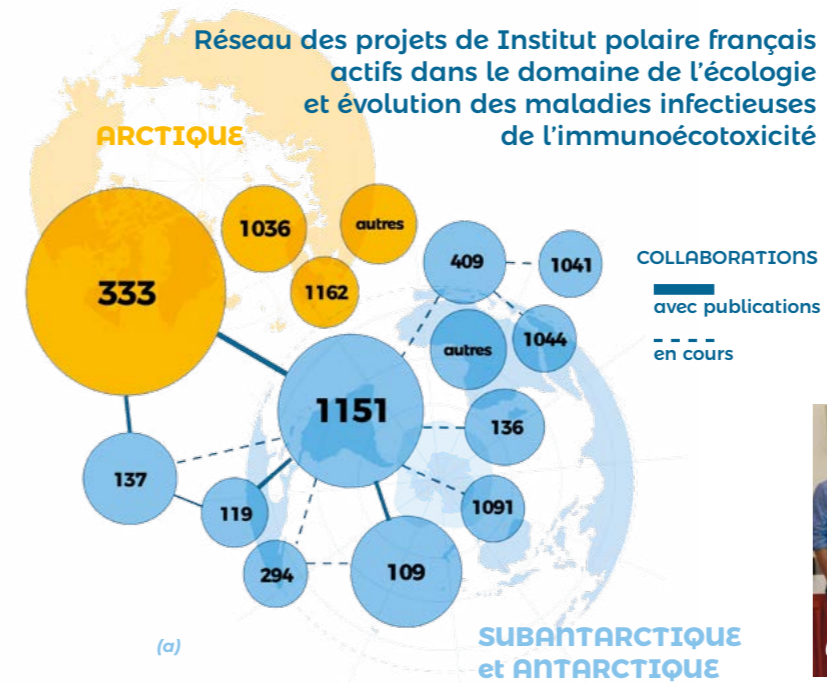 Réseau des projets de Institut polaire français
actifs dans le domaine de l'écologie
et évolution des maladies infectieuses
de l'immunoécotoxicité
ARCTIQUE
333
1036
autres
1162
409
1041
1044
autres
1151
136
137
119
1091
294
109
COLLABORATIONS
avec publications
en cours
(a)
SUBANTARCTIQUE
et ANTARCTIQUE